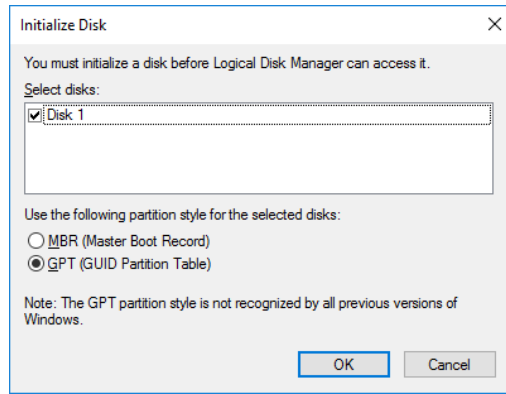 Initialize Disk
You must initialize a disk before Logical Disk Manager can access it.
Select disks:
Disk 1
Use the following partition style for the selected disks:
MBR (Master Boot Record)
GPT (GUID Partition Table)
Note: The GPT partition style is not recognized by all previous versions of
Windows.
OK Cancel